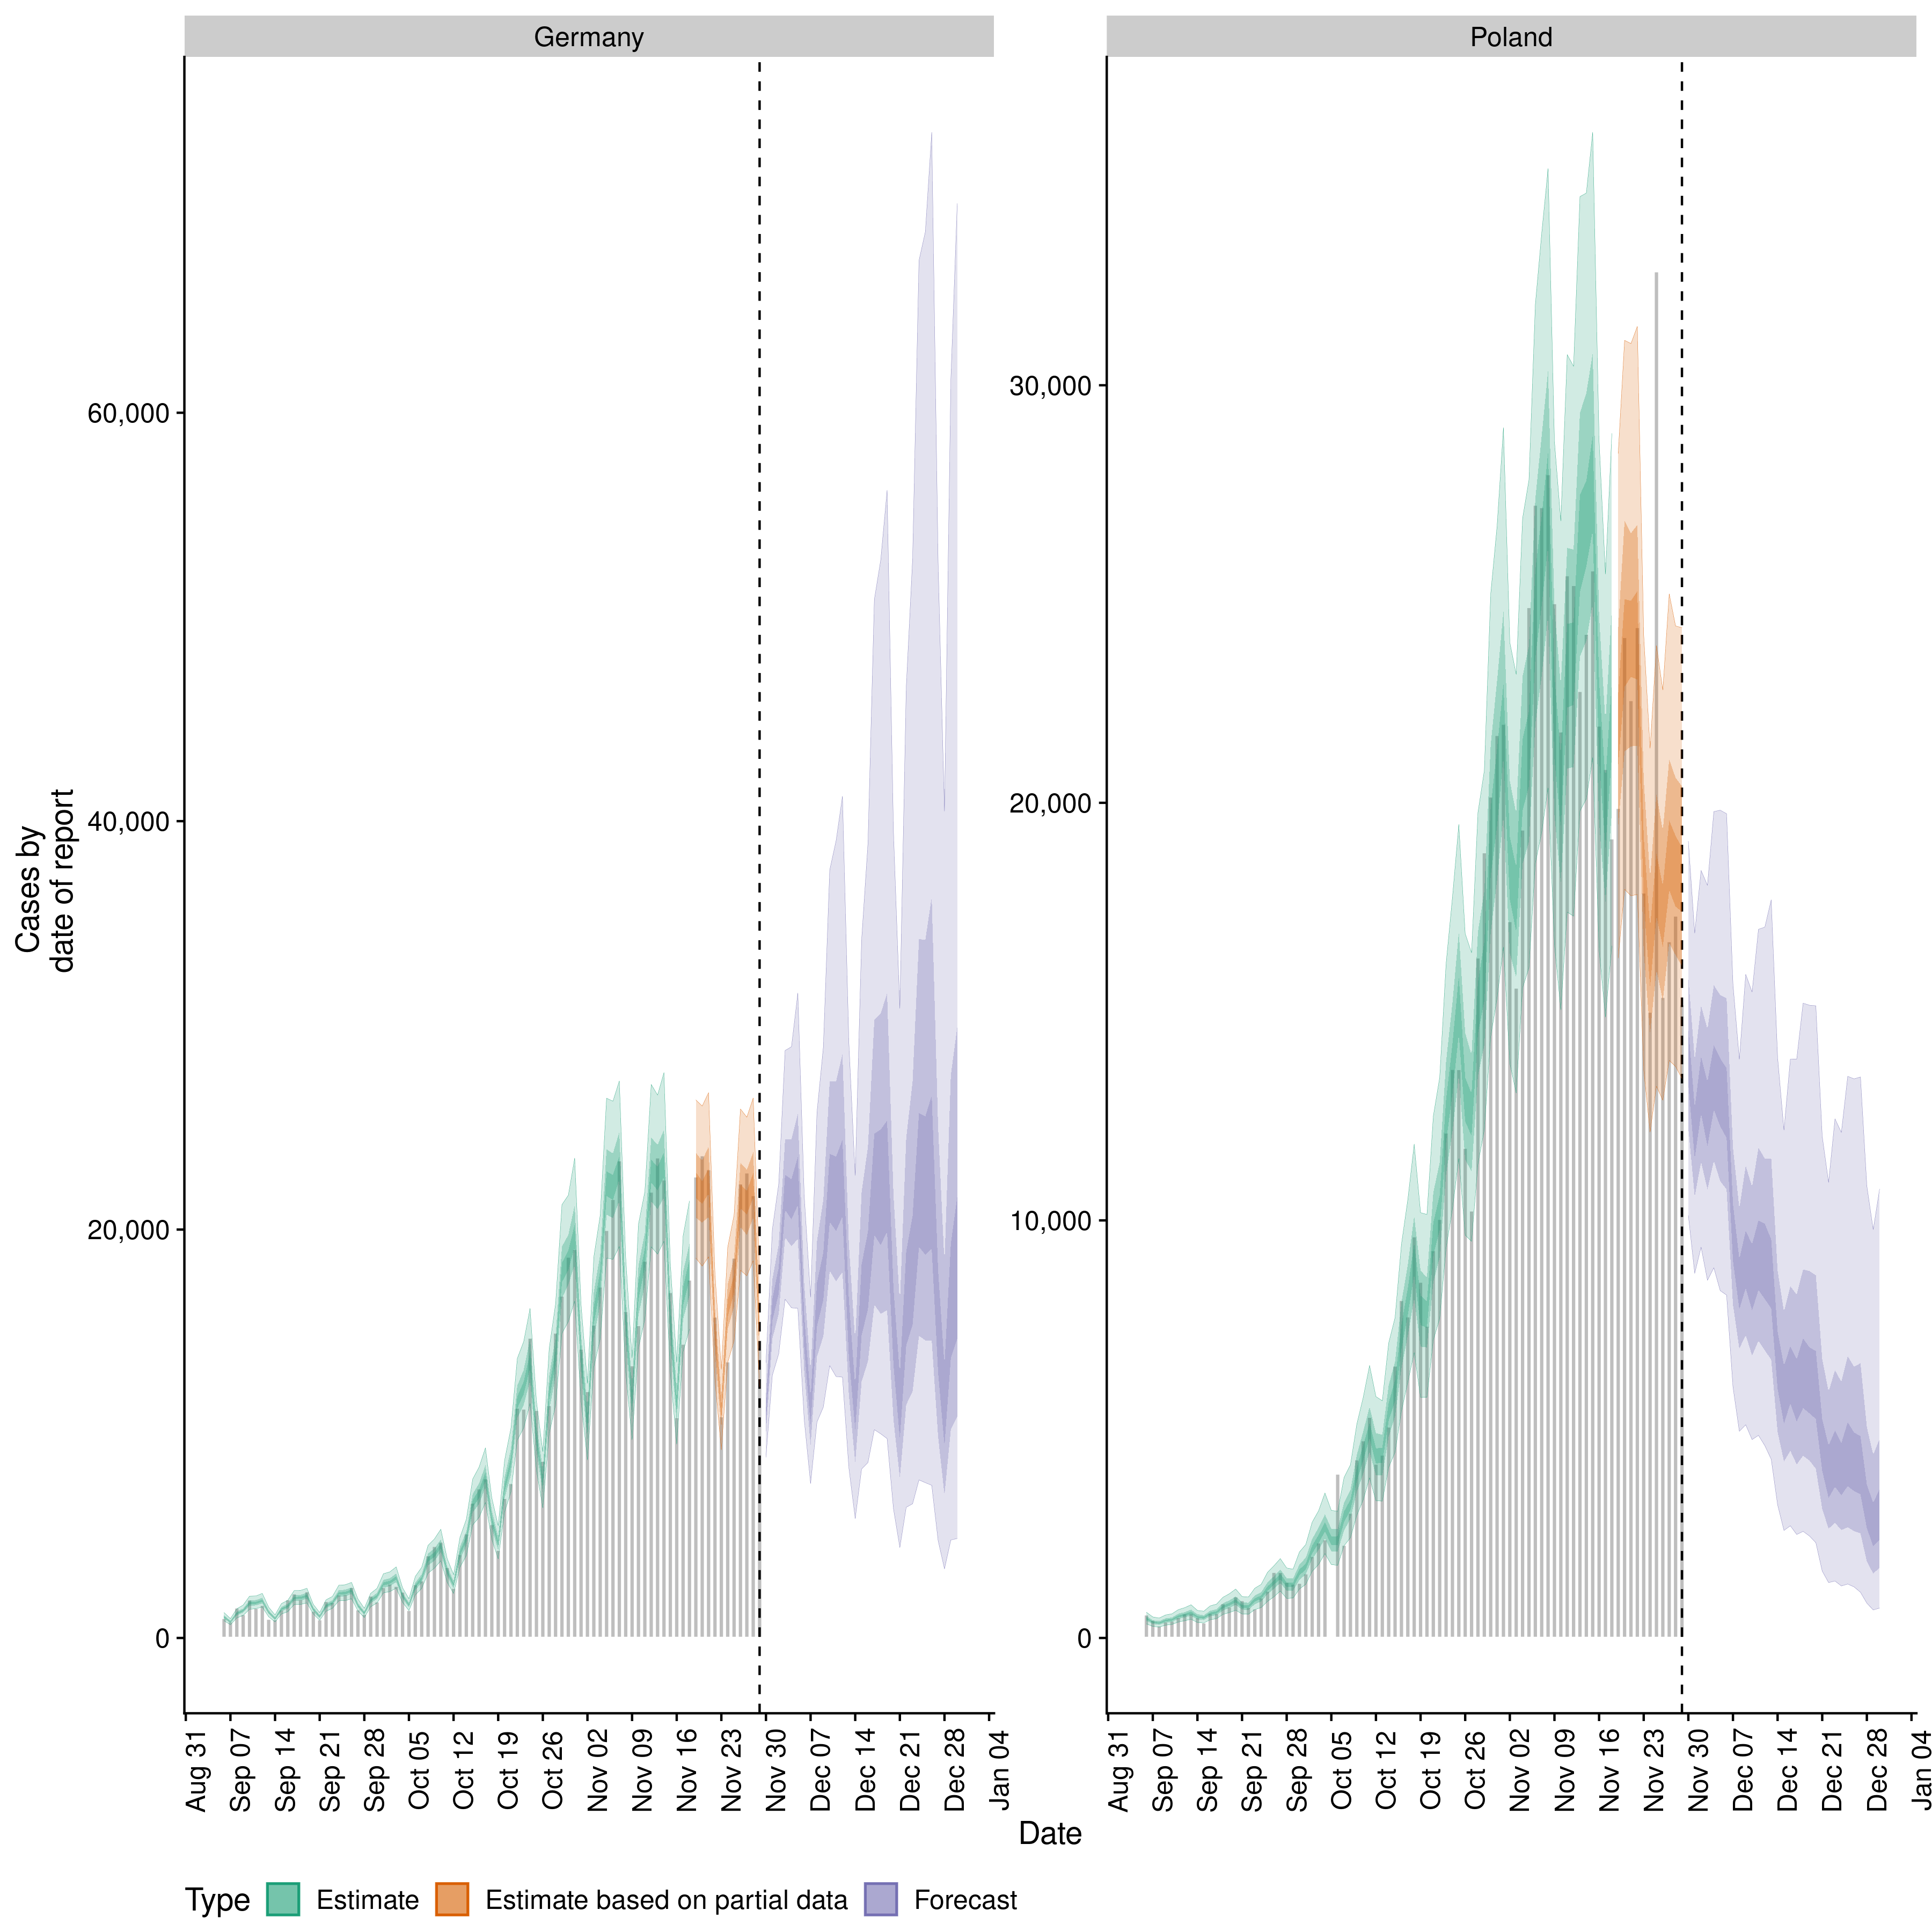 Germany
Poland
Cases by
date of report
60,000
40,000
20,000
0
30,000
20,000
10,000
0
Aug 31
Sep 07
Sep 14
Sep 21
Sep 28
Oct 05
Oct 12
Oct 19
Oct 26
Nov 02
Nov 09
Nov 16
Nov 23
Nov 30
Dec 07
Dec 14
Dec 21
Dec 28
Jan 04
Aug 31
Sep 07
Sep 14
Sep 21
Sep 28
Oct 05
Oct 12
Oct 19
Oct 26
Nov 02
Nov 09
Nov 16
Nov 23
Nov 30
Dec 07
Dec 14
Dec 21
Dec 28
Jan 04
Date
Type Estimate Estimate based on partial data Forecast